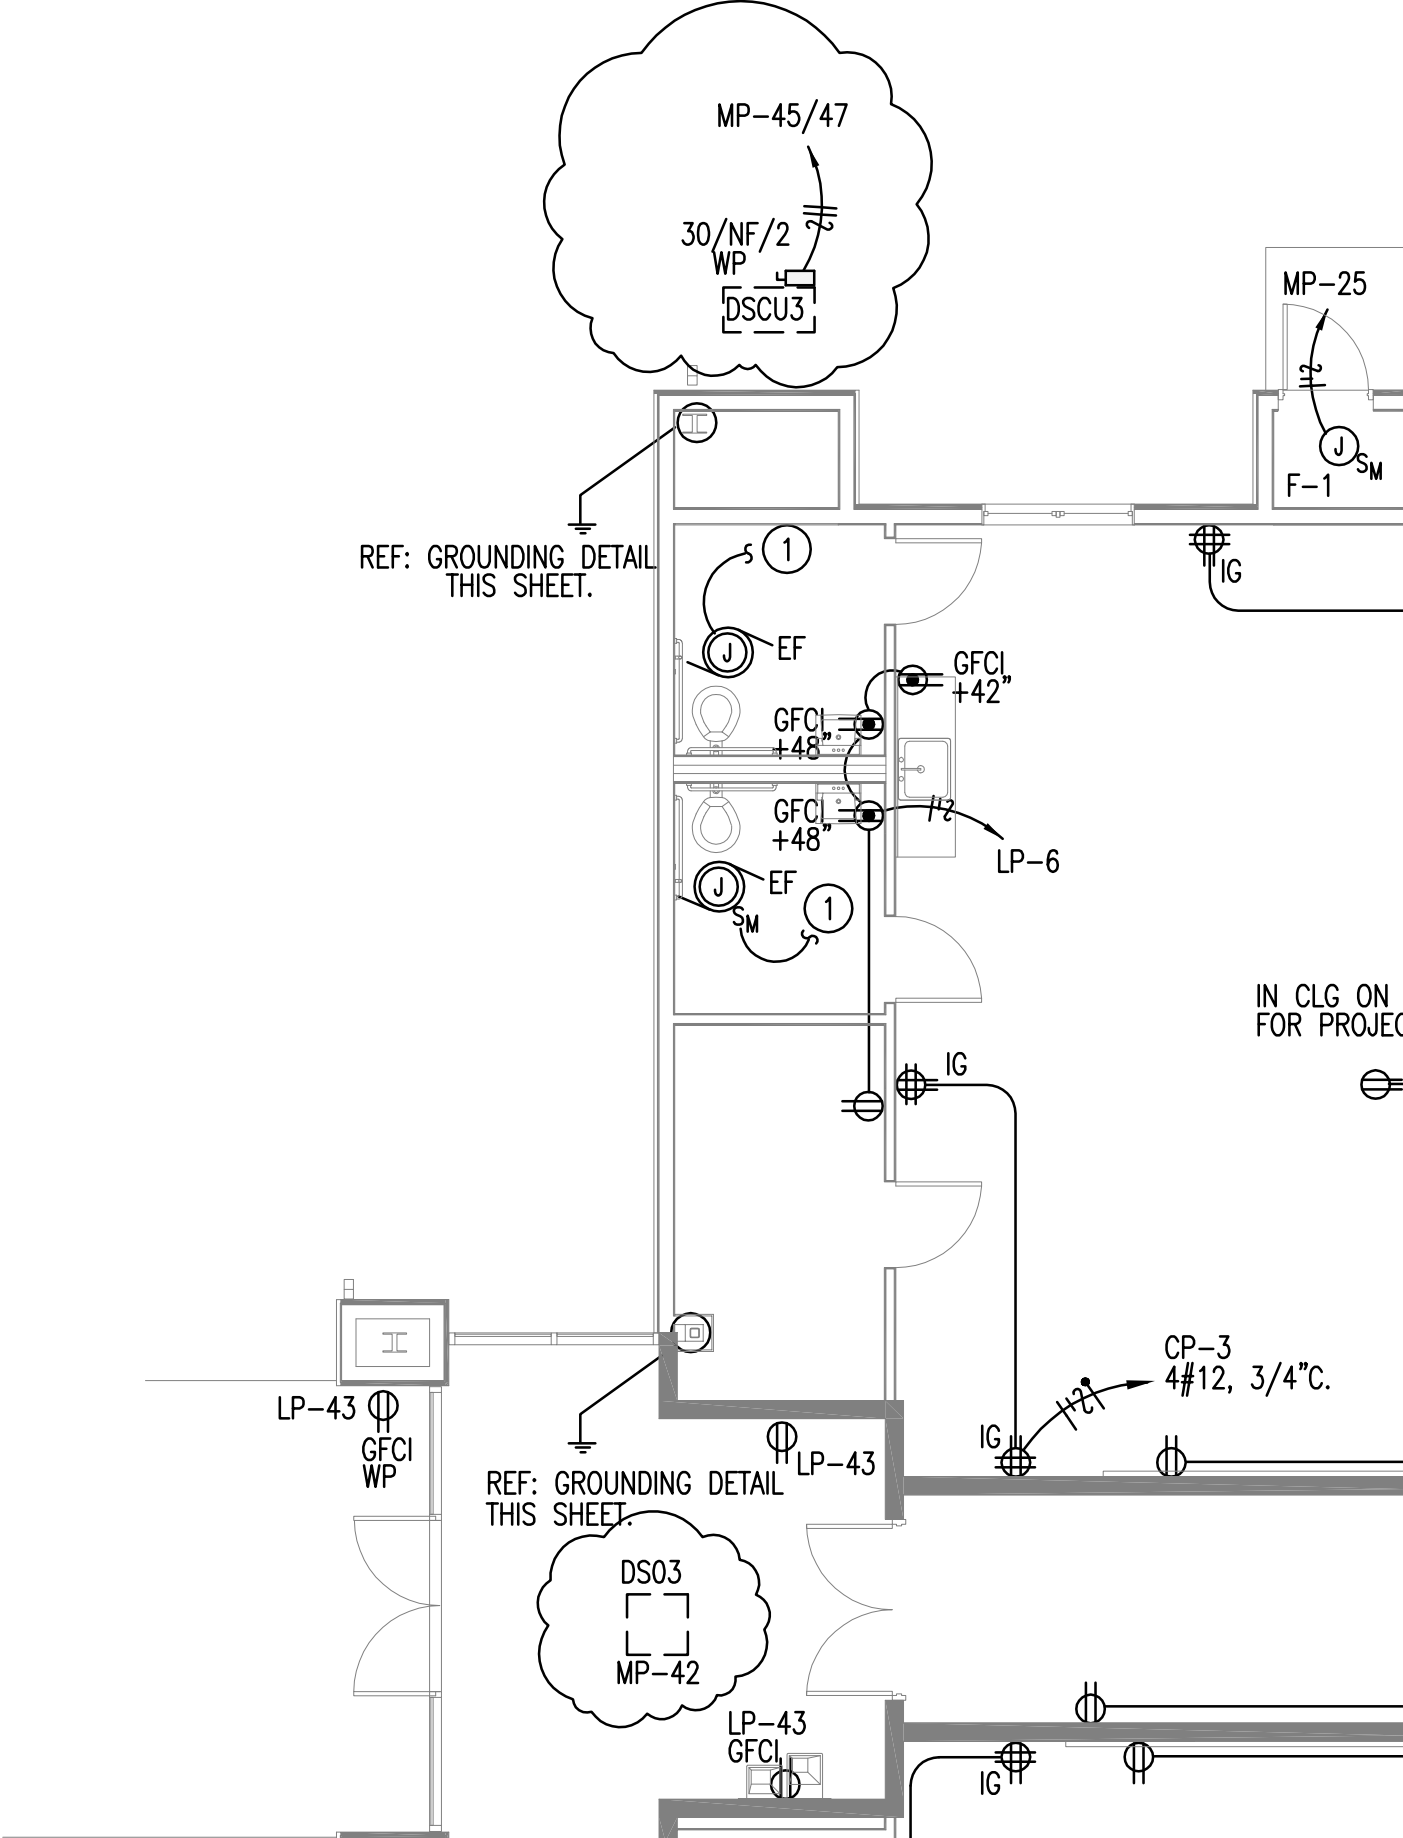 MP-45/47
30/NF/2
WP
DSCU3
MP-25
J
SM
F-1
REF: GROUNDING DETAIL
THIS SHEET.
1
IG
J
EF
GFCI
+42"
GFCI
+48"
GFCI
+48"
LP-6
J
EF
SM
1
IN CLG ON
FOR PROJEC
IG
CP-3
4#12, 3/4"C.
LP-43
GFCI
WP
IG
LP-43
REF: GROUNDING DETAIL
THIS SHEET.
DS03
MP-42
LP-43
GFCI
IG